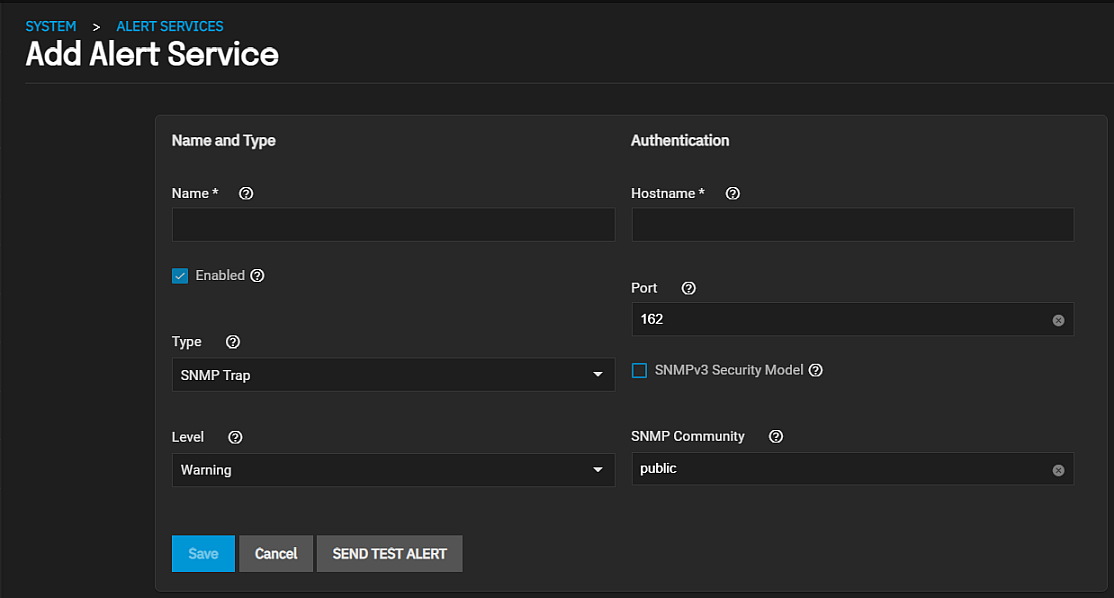 SYSTEM > ALERT SERVICES
Add Alert Service
Name and Type
Name *
Enabled
Type
SNMP Trap
Level
Warning
Authentication
Hostname *
Port
162
SNMPv3 Security Model
SNMP Community
public
Save Cancel SEND TEST ALERT